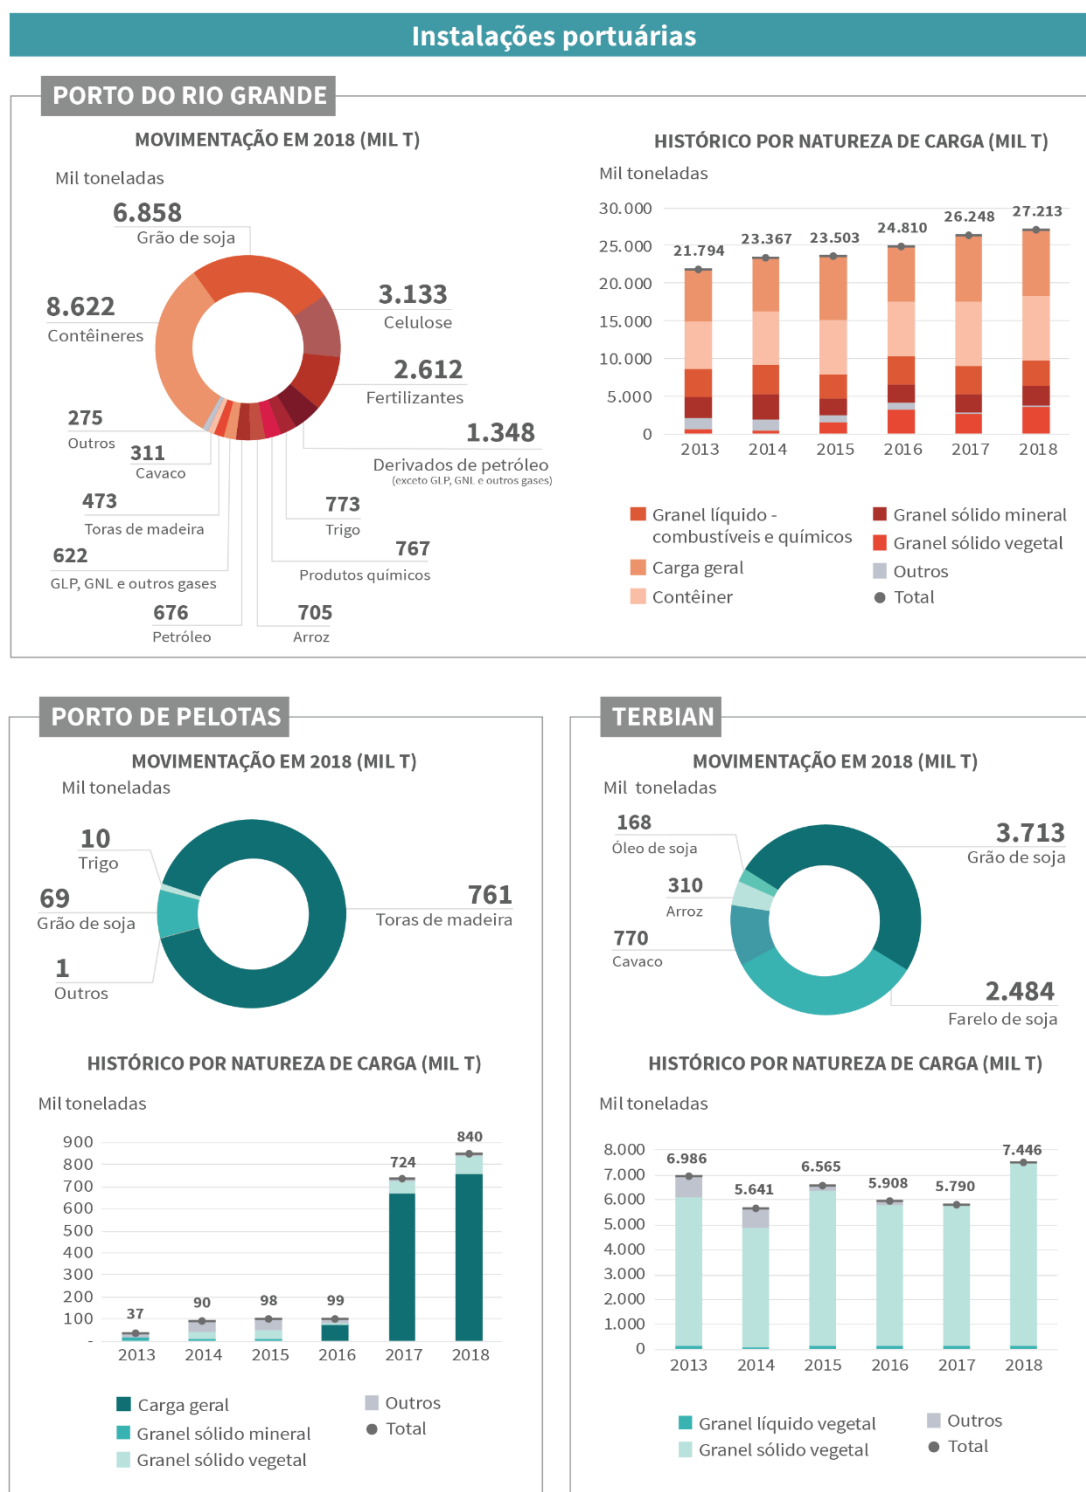 Instalações portuárias
PORTO DO RIO GRANDE
MOVIMENTAÇÃO EM 2018 (MIL T)
Mil toneladas
6.858
Grão de soja
8.622
Contêineres
3.133
Celulose
2.612
Fertilizantes
1.348
Derivados de petróleo
(exceto GLP, GNL e outros gases)
275
Outros
311
Cavaco
473
Toras de madeira
773
Trigo
622
GLP, GNL e outros gases
767
Produtos químicos
676
Petróleo
705
Arroz
HISTÓRICO POR NATUREZA DE CARGA (MIL T)
Mil toneladas
30.000
25.000
20.000
15.000
10.000
5.000
0
21.794
23.367
23.503
24.810
26.248
27.213
2013
2014
2015
2016
2017
2018
Granel líquido -
combustíveis e químicos
Carga geral
Contêiner
Granel sólido mineral
Granel sólido vegetal
Outros
Total
PORTO DE PELOTAS
MOVIMENTAÇÃO EM 2018 (MIL T)
Mil toneladas
10
Trigo
69
Grão de soja
1
Outros
761
Toras de madeira
HISTÓRICO POR NATUREZA DE CARGA (MIL T)
Mil toneladas
900
800
700
600
500
400
300
200
100
-
37
90
98
99
724
840
2013
2014
2015
2016
2017
2018
Carga geral
Granel sólido mineral
Granel sólido vegetal
Outros
Total
TERBIAN
MOVIMENTAÇÃO EM 2018 (MIL T)
Mil toneladas
168
Óleo de soja
310
Arroz
770
Cavaco
3.713
Grão de soja
2.484
Farelo de soja
HISTÓRICO POR NATUREZA DE CARGA (MIL T)
Mil toneladas
8.000
7.000
6.000
5.000
4.000
3.000
2.000
1.000
0
6.986
5.641
6.565
5.908
5.790
7.446
2013
2014
2015
2016
2017
2018
Granel líquido vegetal
Granel sólido vegetal
Outros
Total